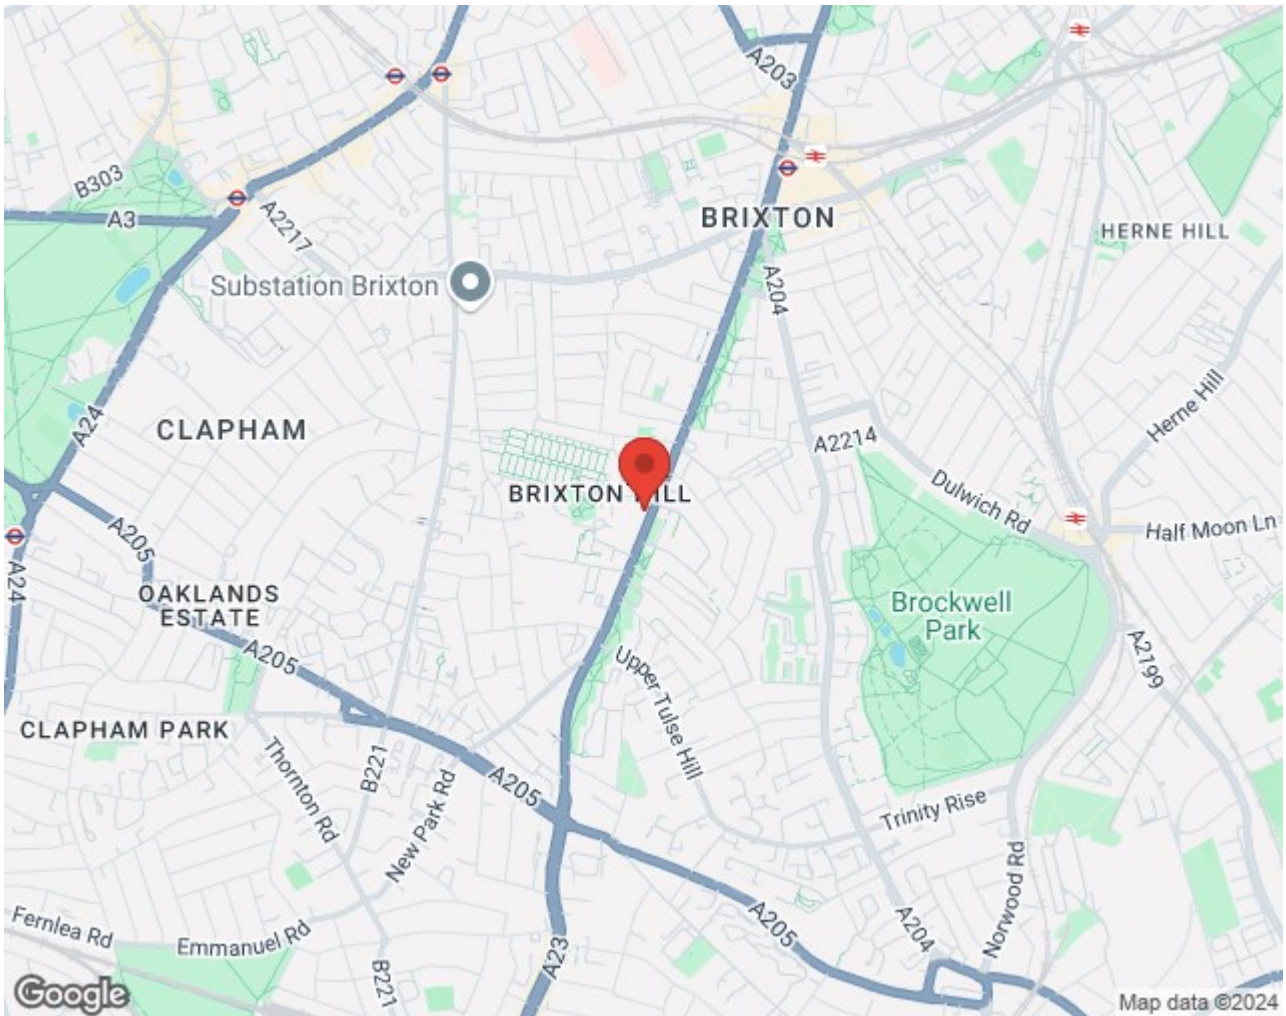 A203
B303
A3
A2217
BRIXTON
HERNE HILL
Substation Brixton
A204
A24
CLAPHAM
A2214
Herne Hill
BRIXTON HILL
Dulwich Rd
Half Moon Ln
A205
A24
OAKLANDS
ESTATE
Brockwell
Park
A205
A2199
Upper Tulse Hill
CLAPHAM PARK
B221
Thornton Rd
New Park Rd
A205
Trinity Rise
Norwood Rd
Fernlea Rd
Emmanuel Rd
A205
A204
A23
B221
Google
Map data ©2024